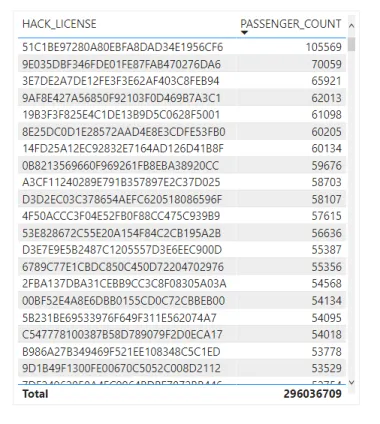 HACK_LICENSE PASSENGER_COUNT
51C1BE97280A80EBFA8DAD34E1956CF6 105569
9E035DBF346FDE01FE87FAB470276DA6 70059
3E7DE2A7DE12FE3F3E62AF403C8FEB94 65921
9AF8E427A56850F92103F0D469B7A3C1 62013
19B3F3F825E4C1DE13B9D5C0628F5001 61098
8E25DC0D1E28572AAD4E8E3CDFE53FB0 60205
14FD25A12EC92832E7164AD126D41B8F 60134
0B8213569660F969261FB8EBA38920CC 59676
A3CF11240289E791B357897E2C37D025 58703
D3D2EC03C378654AEFC620518086596F 58107
4F50ACCC3F04E52FB0F88CC475C939B9 57615
53E828672C55E20A154F84C2CB195A2B 56636
D3E7E9E5B2487C1205557D3E6EEC900D 55387
6789C77E1CBDC850C450D72204702976 55356
2FBA137DBA31CEBB9CC3C8F08305A03A 54568
00BF52E4A8E6DBB0155CD0C72CBBEB00 54134
5B231BE69533976F649F311E562074A7 54095
C547778100387B58D789079F2D0ECA17 54018
B986A27B349469F521EE108348C5C1ED 53778
9D1B49F1300FE00670C5052C008D2112 53529
Total 296036709